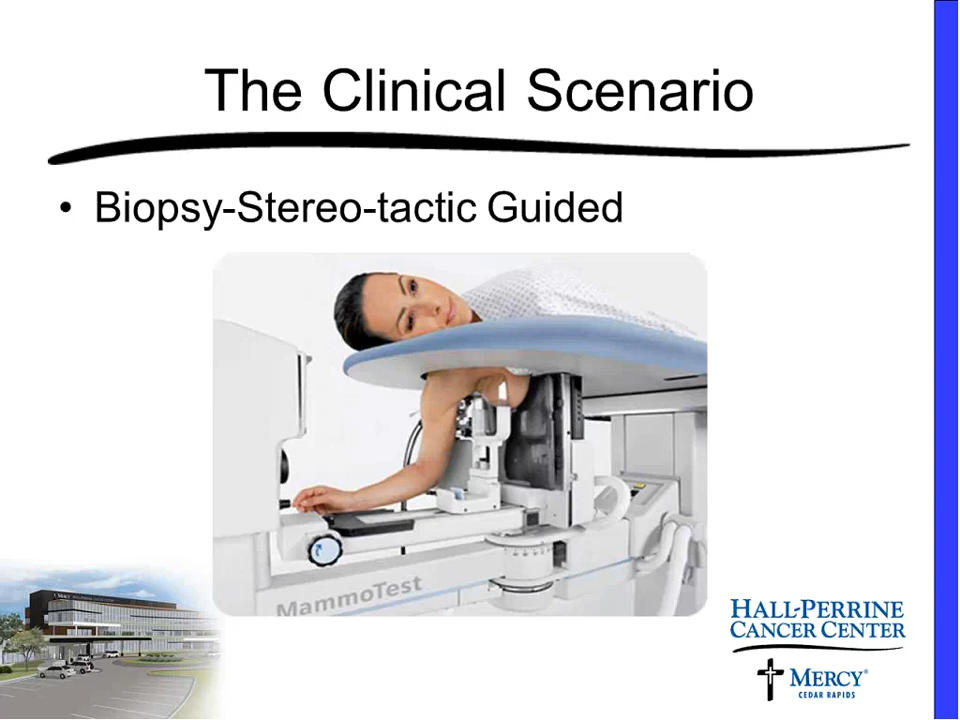 The Clinical Scenario
• Biopsy-Stereo-tactic Guided
MammoTest
HALL-PERRINE
CANCER CENTER
MERCY®
CEDAR RAPIDS